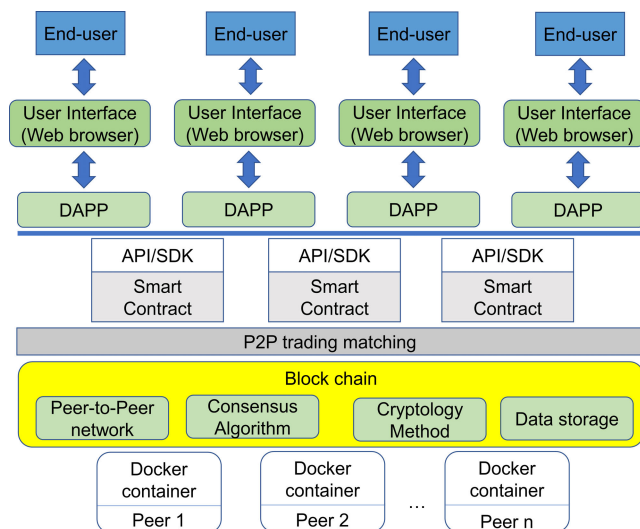 End-user End-user End-user End-user
User Interface User Interface User Interface User Interface
(Web browser) (Web browser) (Web browser) (Web browser)
DAPP DAPP DAPP DAPP
API/SDK API/SDK API/SDK
Smart Smart Smart
Contract Contract Contract
P2P trading matching
Block chain
Peer-to-Peer Consensus Cryptology Data storage
network Algorithm Method
Docker Docker Docker
container container ... container
Peer 1 Peer 2 Peer n